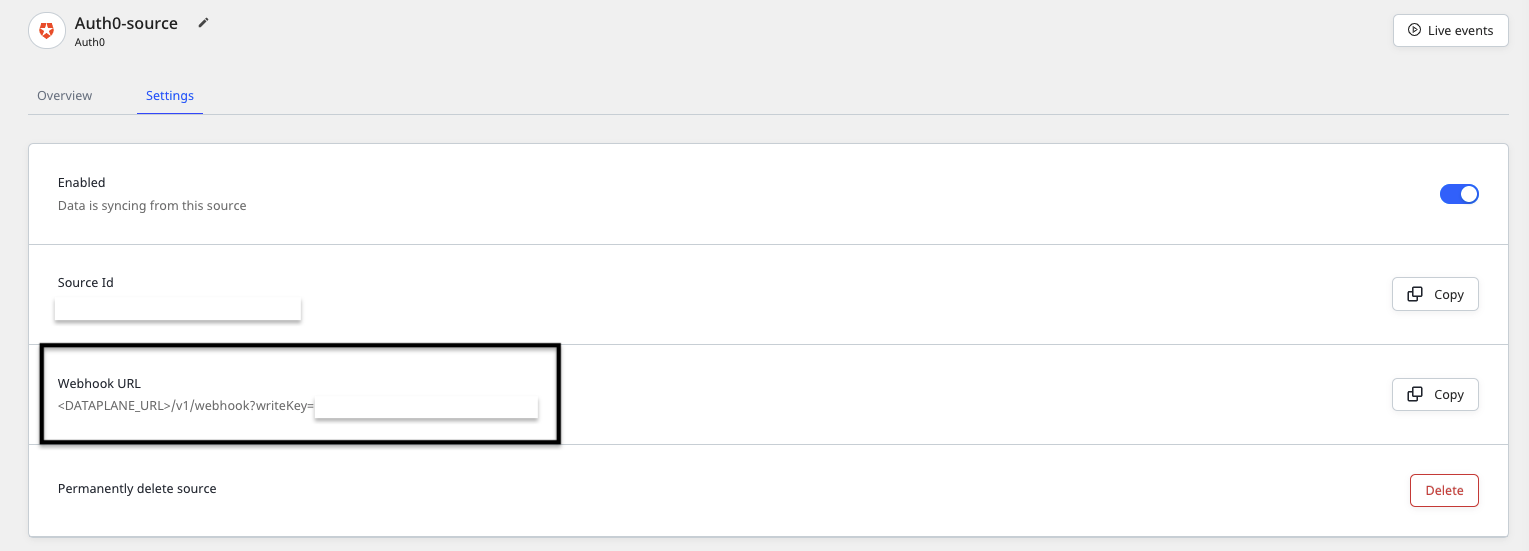 Auth0-source
Auth0
Live events
Overview
Settings
Enabled
Data is syncing from this source
Source Id
Copy
Webhook URL
<DATAPLANE_URL>/v1/webhook?writeKey=
Copy
Permanently delete source
Delete